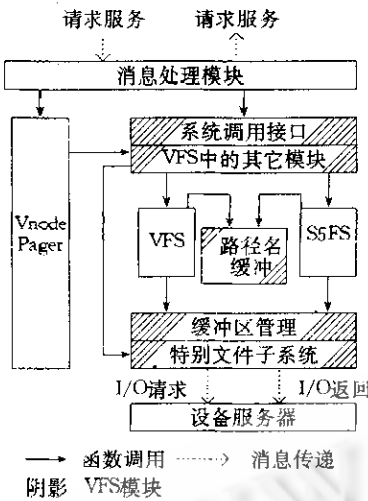 请求服务 请求服务
消息处理模块
系统调用接口
VFS中的其它模块
Vnode
Pager
VFS
路径名
缓冲
S5FS
缓冲区管理
特别文件子系统
I/O请求 I/O返回
设备服务器
函数调用 消息传递
阴影 VFS模块